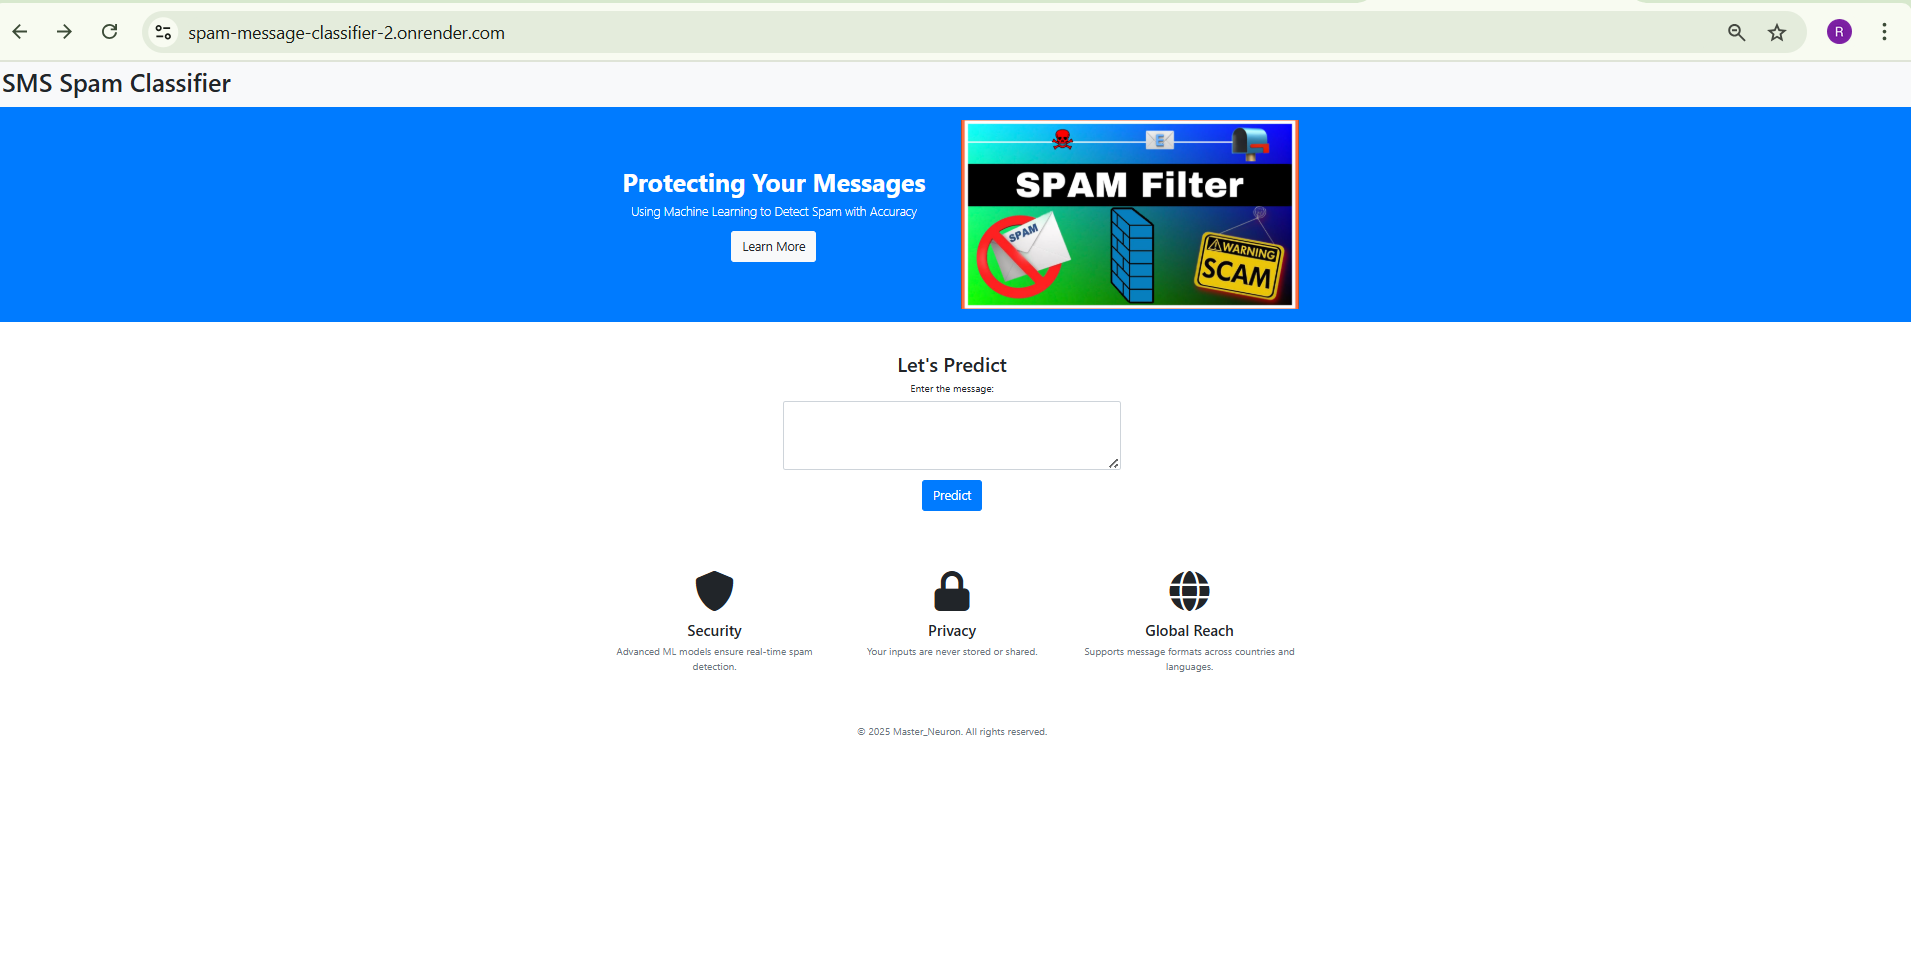 spam-message-classifier-2.onrender.com
R
SMS Spam Classifier
Protecting Your Messages
Using Machine Learning to Detect Spam with Accuracy
Learn More
E
SPAM Filter
SPAM
WARNING
SCAM
Let's Predict
Enter the message:
Predict
Security
Advanced ML models ensure real-time spam
detection.
Privacy
Your inputs are never stored or shared.
Global Reach
Supports message formats across countries and
languages.
© 2025 Master_Neuron. All rights reserved.